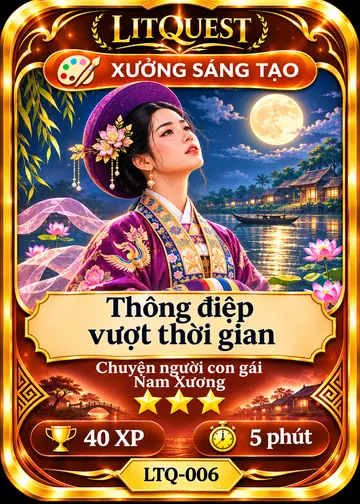 LITQUEST
XƯỞNG SÁNG TẠO
Thông điệp
vượt thời gian
Chuyện người con gái
Nam Xương
40 XP
5 phút
LTQ-006